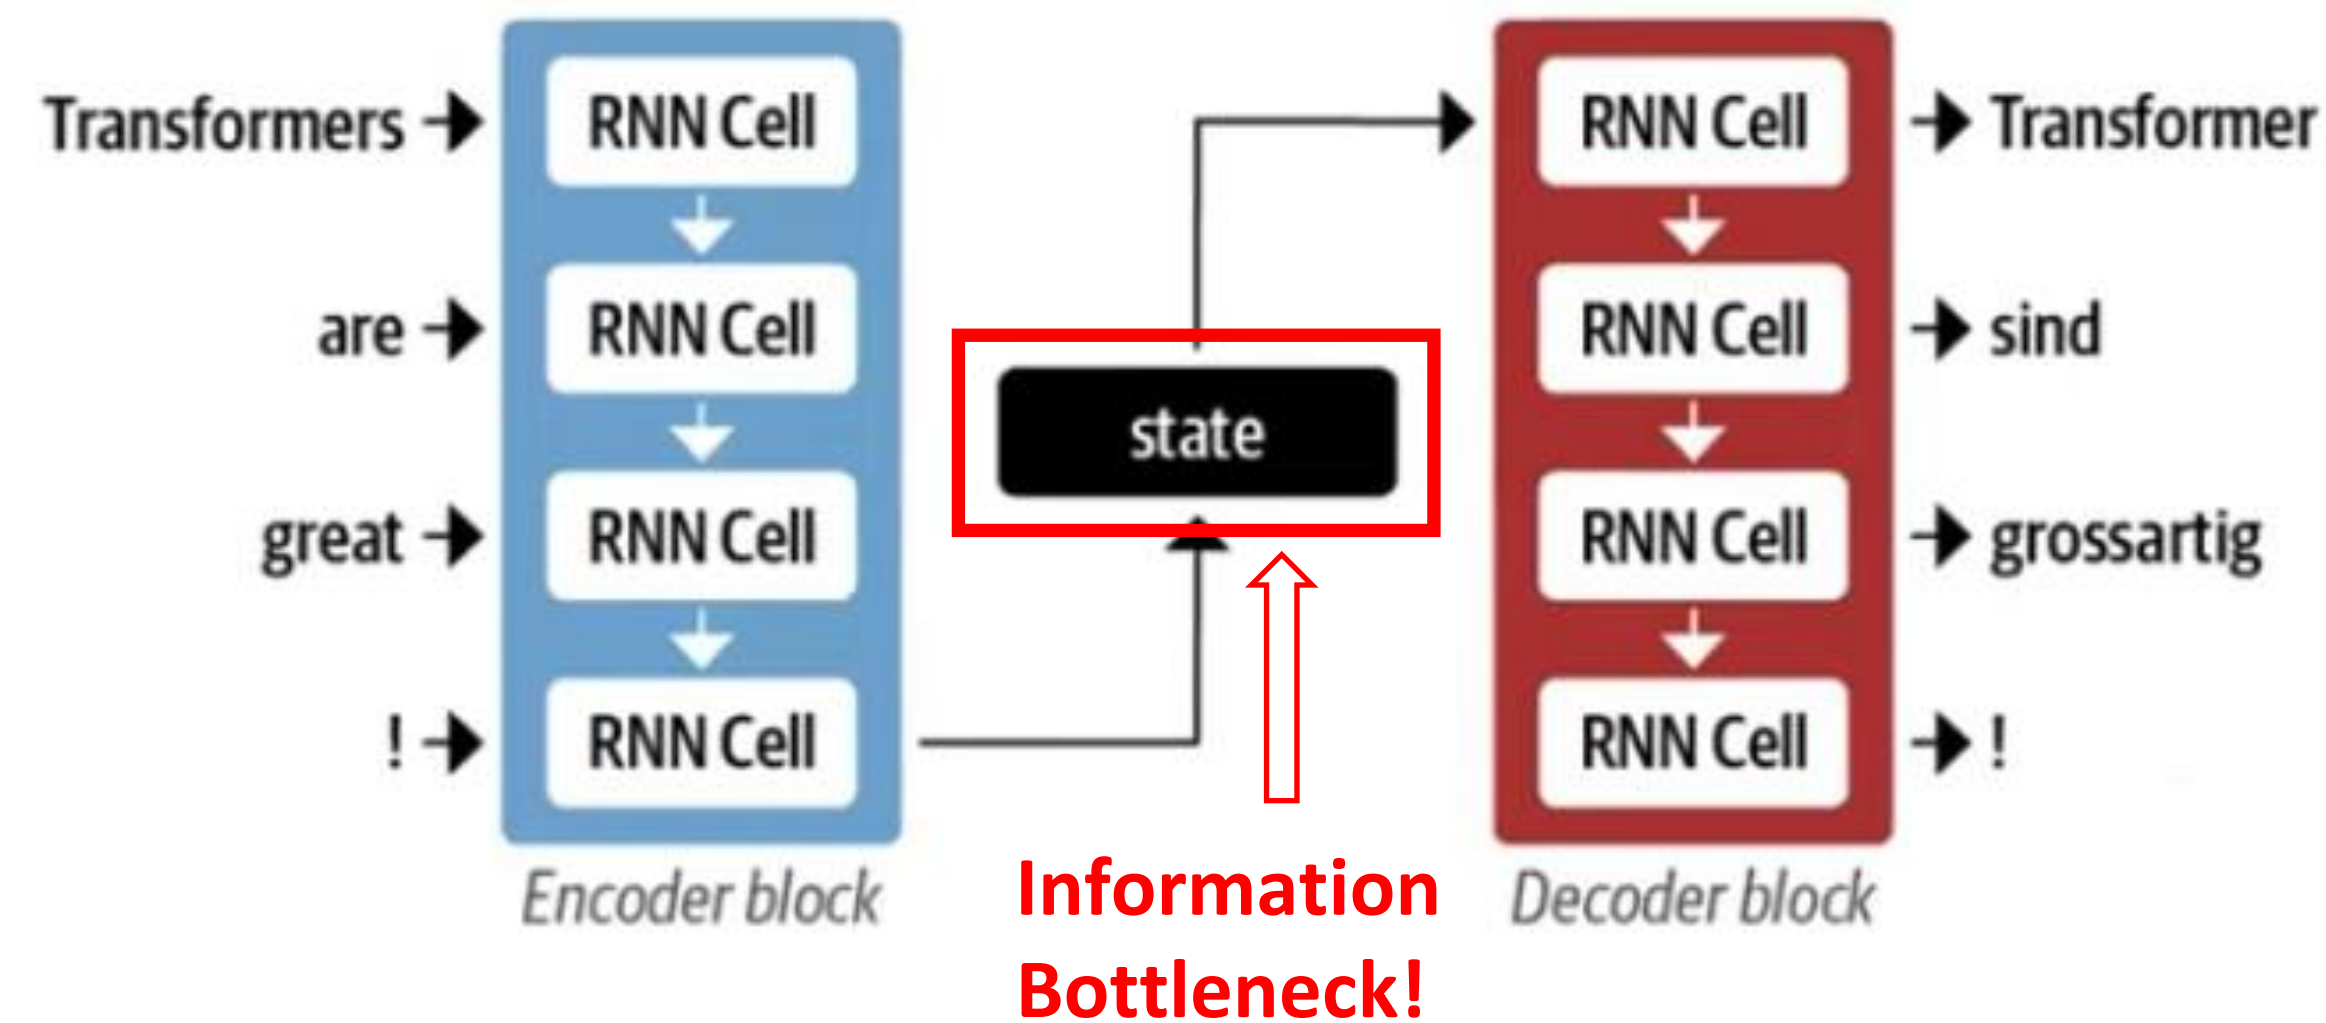 Transformers
RNN Cell
RNN Cell
Transformer
are
RNN Cell
RNN Cell
sind
state
great
RNN Cell
RNN Cell
grossartig
!
RNN Cell
RNN Cell
!
Encoder block
Information
Bottleneck!
Decoder block